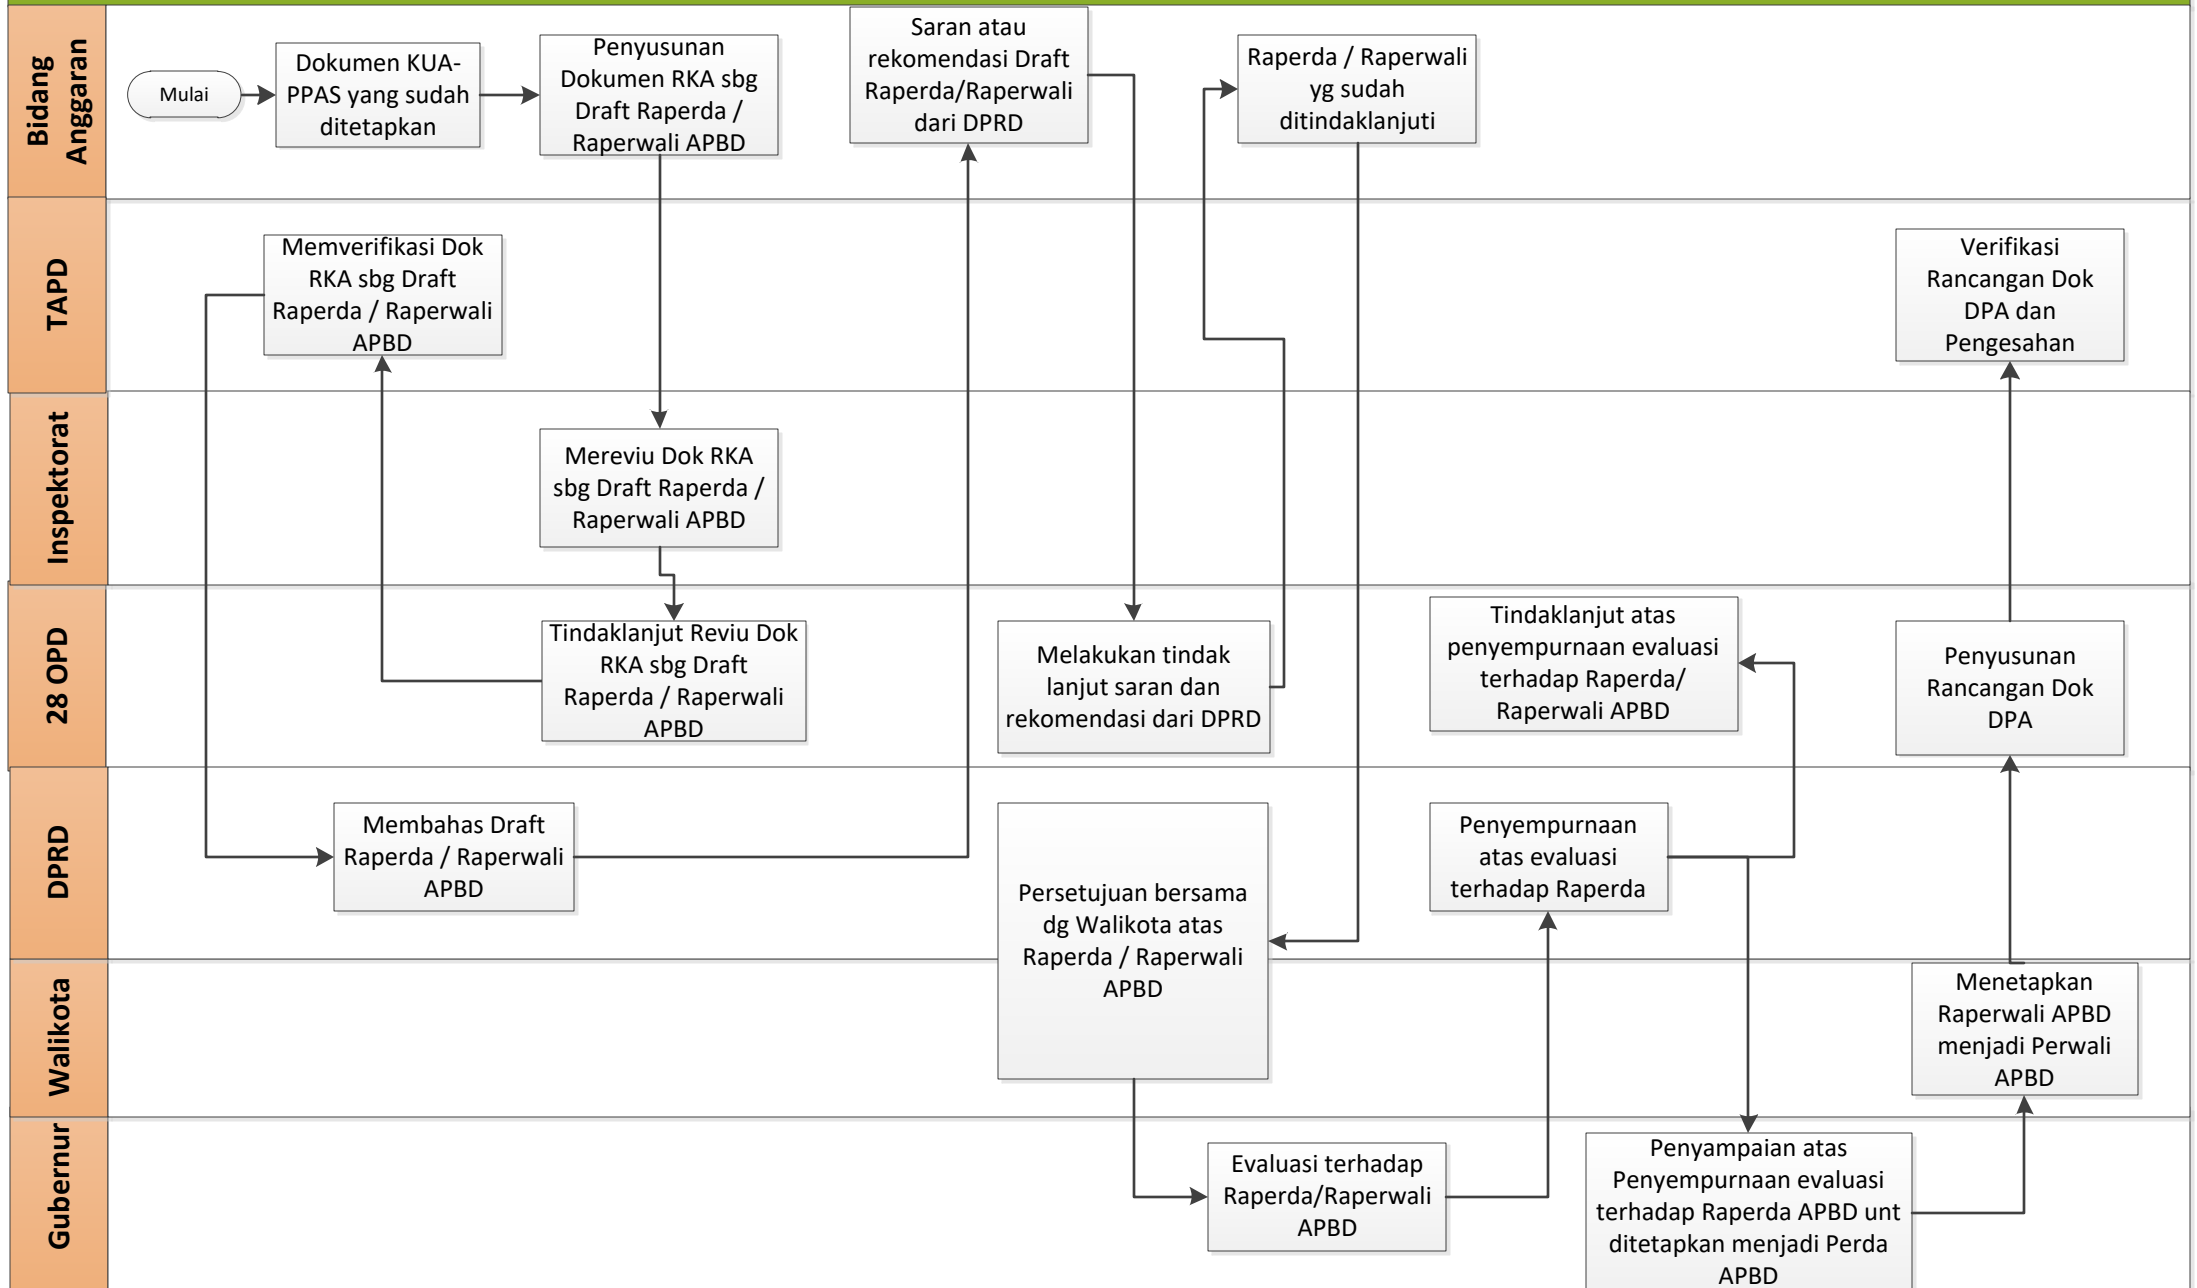 Bidang
Anggaran
Mulai
Dokumen KUA-
PPAS yang sudah
ditetapkan
Penyusunan
Dokumen RKA sbg
Draft Raperda /
Raperwali APBD
Saran atau
rekomendasi Draft
Raperda/Raperwali
dari DPRD
Raperda / Raperwali
yg sudah
ditindaklanjuti
TAPD
Memverifikasi Dok
RKA sbg Draft
Raperda / Raperwali
APBD
Verifikasi
Rancangan Dok
DPA dan
Pengesahan
Inspektorat
Mereviu Dok RKA
sbg Draft Raperda /
Raperwali APBD
28 OPD
Tindaklanjut Reviu Dok
RKA sbg Draft
Raperda / Raperwali
APBD
Melakukan tindak
lanjut saran dan
rekomendasi dari DPRD
Tindaklanjut atas
penyempurnaan evaluasi
terhadap Raperda/
Raperwali APBD
Penyusunan
Rancangan Dok
DPA
DPRD
Membahas Draft
Raperda / Raperwali
APBD
Persetujuan bersama
dg Walikota atas
Raperda / Raperwali
APBD
Penyempurnaan
atas evaluasi
terhadap Raperda
Walikota
Menetapkan
Raperwali APBD
menjadi Perwali
APBD
Gubernur
Evaluasi terhadap
Raperda/Raperwali
APBD
Penyampaian atas
Penyempurnaan evaluasi
terhadap Raperda APBD unt
ditetapkan menjadi Perda
APBD